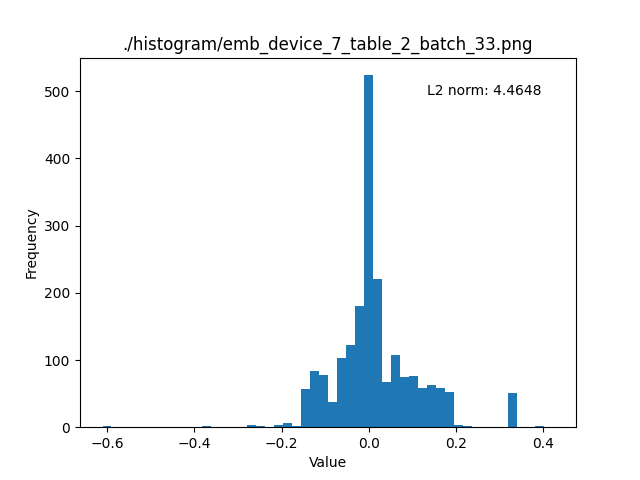 ./histogram/emb_device_7_table_2_batch_33.png
L2 norm: 4.4648
500
400
300
200
100
0
Frequency
−0.6 −0.4 −0.2 0.0 0.2 0.4
Value